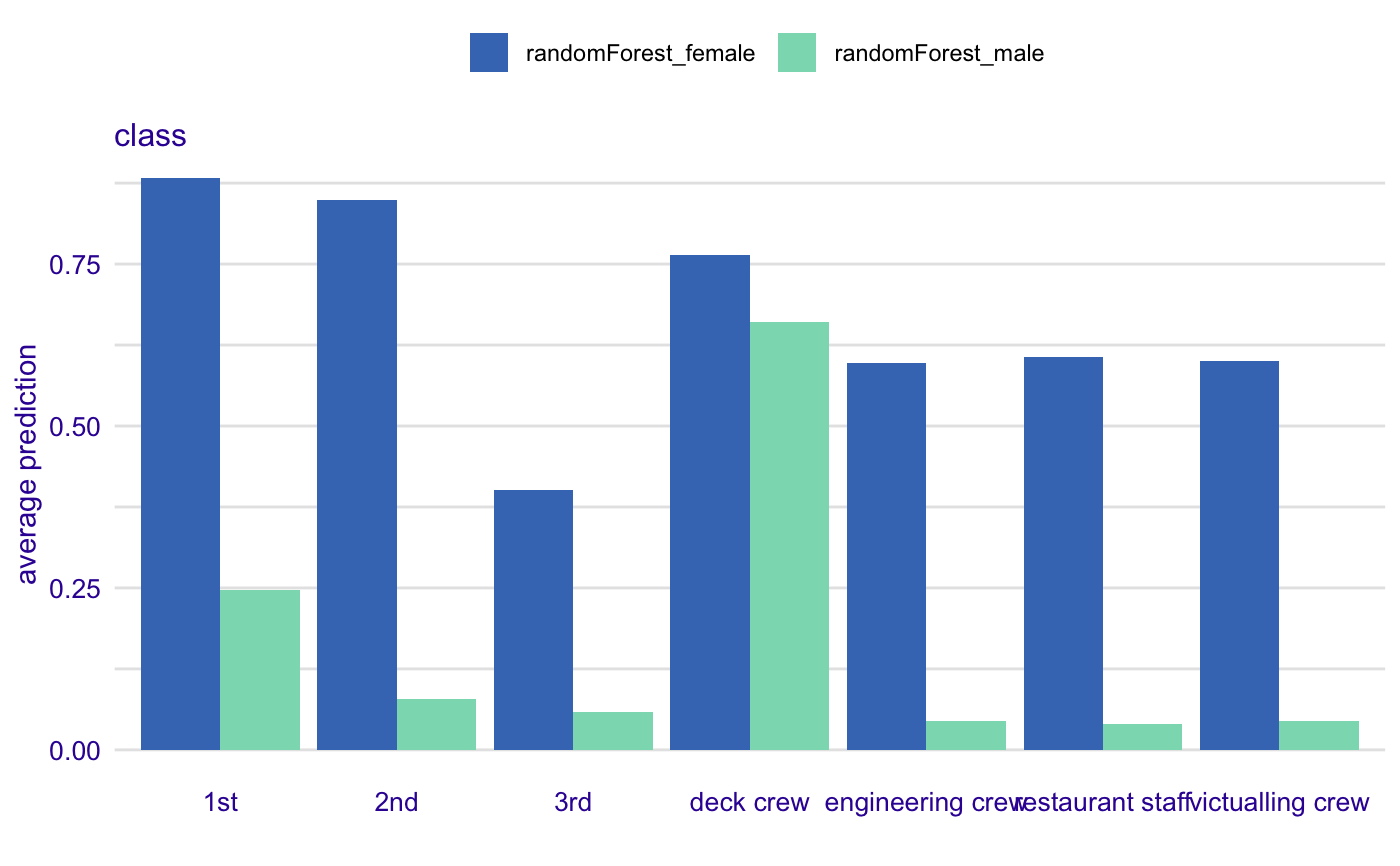 randomForest_female randomForest_male
class
average prediction
0.75
0.50
0.25
0.00
1st 2nd 3rd deck crew engineering crew restaurant staff victualling crew